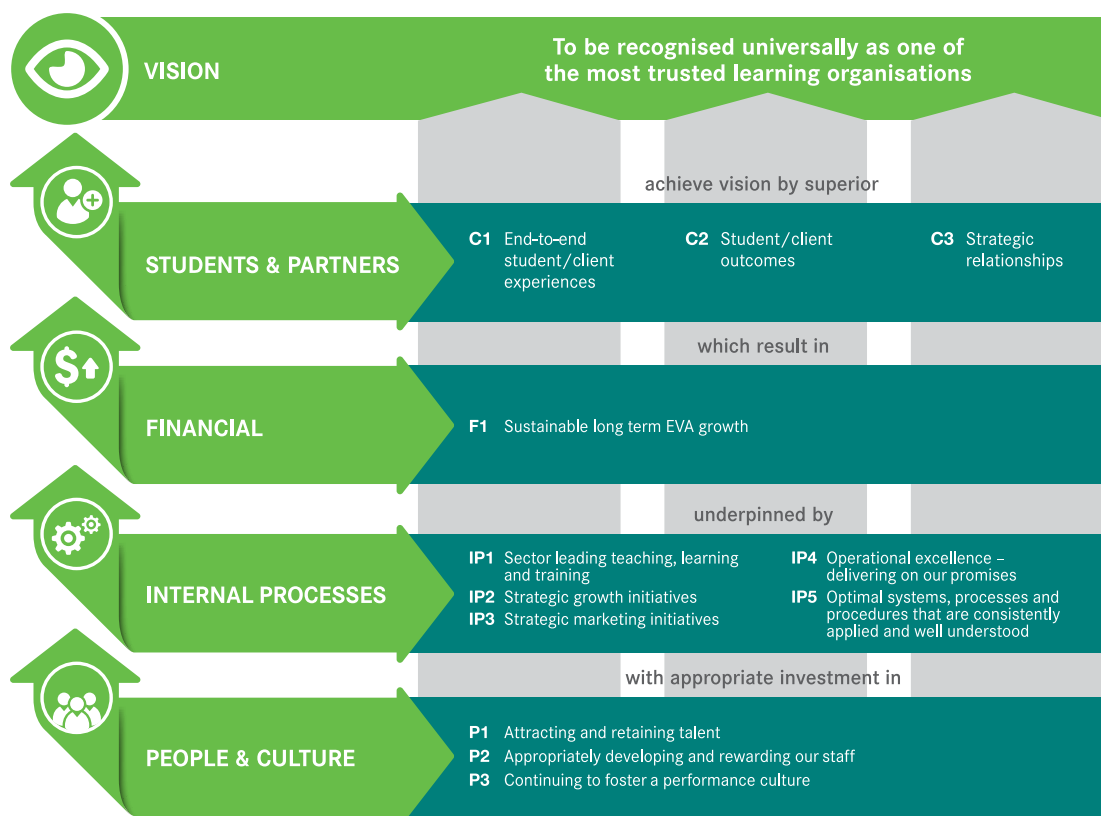 VISION
To be recognised universally as one of
the most trusted learning organisations
achieve vision by superior
STUDENTS & PARTNERS
C1 End-to-end
student/client
experiences
C2 Student/client
outcomes
C3 Strategic
relationships
which result in
FINANCIAL
F1 Sustainable long term EVA growth
underpinned by
INTERNAL PROCESSES
IP1 Sector leading teaching, learning
and training
IP2 Strategic growth initiatives
IP3 Strategic marketing initiatives
IP4 Operational excellence –
delivering on our promises
IP5 Optimal systems, processes and
procedures that are consistently
applied and well understood
with appropriate investment in
PEOPLE & CULTURE
P1 Attracting and retaining talent
P2 Appropriately developing and rewarding our staff
P3 Continuing to foster a performance culture